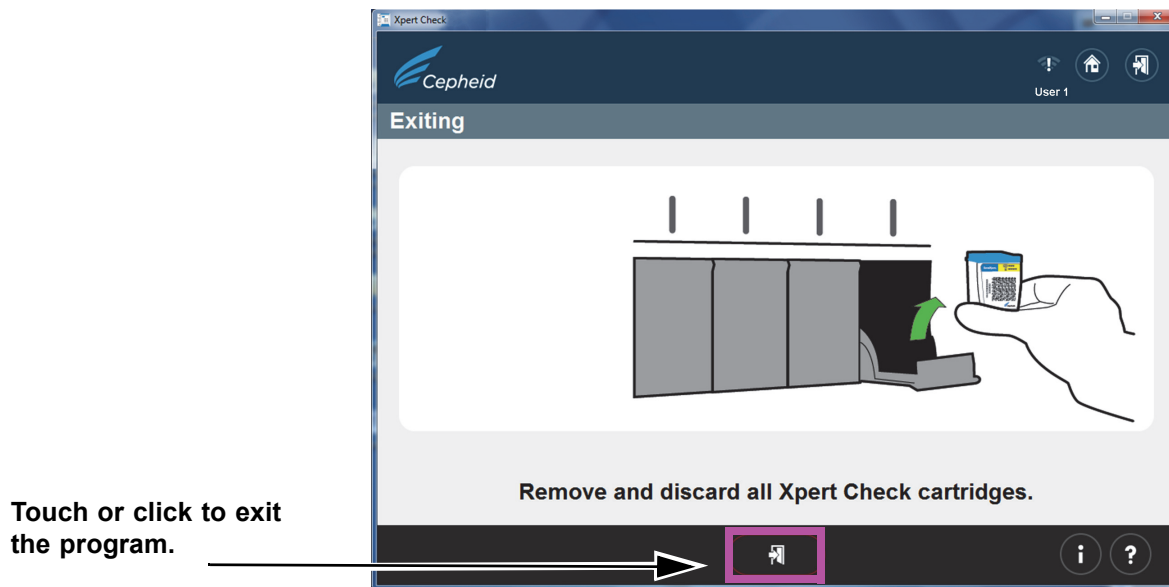 Xpert Check
Cepheid
User 1
Exiting
Remove and discard all Xpert Check cartridges.
Touch or click to exit
the program.
i ?